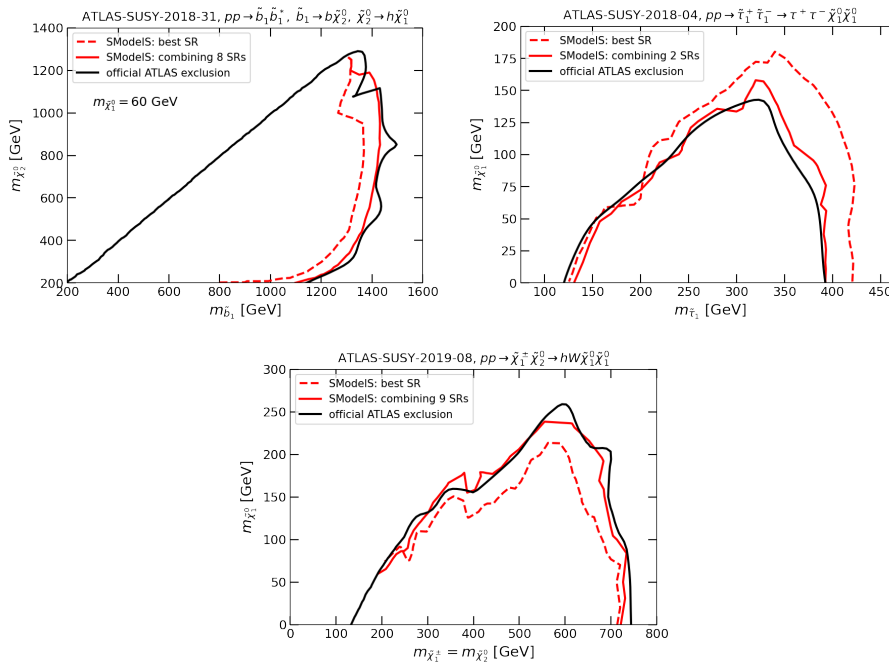 ATLAS-SUSY-2018-31, pp → b̃₁b̃₁*, b̃₁ → bχ̃₂⁰, χ̃₂⁰ → hχ̃₁⁰
SModelS: best SR
SModelS: combining 8 SRs
official ATLAS exclusion
m_χ̃₁⁰ = 60 GeV
1400
1200
1000
800
600
400
200
m_χ̃₂⁰ [GeV]
200 400 600 800 1000 1200 1400 1600
m_b̃₁ [GeV]
ATLAS-SUSY-2018-04, pp → τ̃₁⁺τ̃₁⁻ → τ⁺τ⁻χ̃₁⁰χ̃₁⁰
SModelS: best SR
SModelS: combining 2 SRs
official ATLAS exclusion
200
175
150
125
100
75
50
25
0
m_χ̃₁⁰ [GeV]
100 150 200 250 300 350 400 450
m_τ̃₁ [GeV]
ATLAS-SUSY-2019-08, pp → χ̃₁±χ̃₂⁰ → hWχ̃₁⁰χ̃₁⁰
SModelS: best SR
SModelS: combining 9 SRs
official ATLAS exclusion
300
250
200
150
100
50
0
m_χ̃₁⁰ [GeV]
0 100 200 300 400 500 600 700 800
m_χ̃₁± = m_χ̃₂⁰ [GeV]